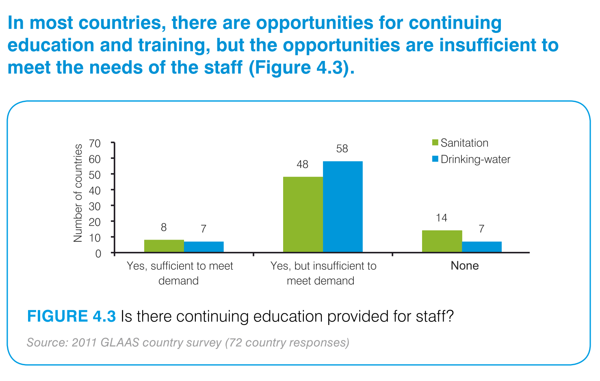 In most countries, there are opportunities for continuing
education and training, but the opportunities are insufficient to
meet the needs of the staff (Figure 4.3).
70
60
50
40
30
20
10
0
Number of countries
8
7
48
58
14
7
Sanitation
Drinking-water
Yes, sufficient to meet
demand
Yes, but insufficient to
meet demand
None
FIGURE 4.3 Is there continuing education provided for staff?
Source: 2011 GLAAS country survey (72 country responses)